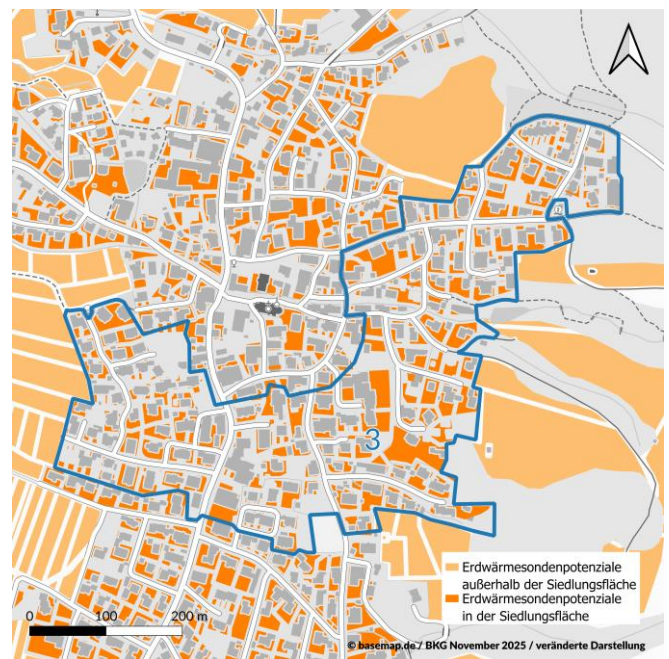 3
Erdwärmesondenpotenziale
außerhalb der Siedlungsfläche
Erdwärmesondenpotenziale
in der Siedlungsfläche
0 100 200 m
© basemap.de / BKG November 2025 / veränderte Darstellung